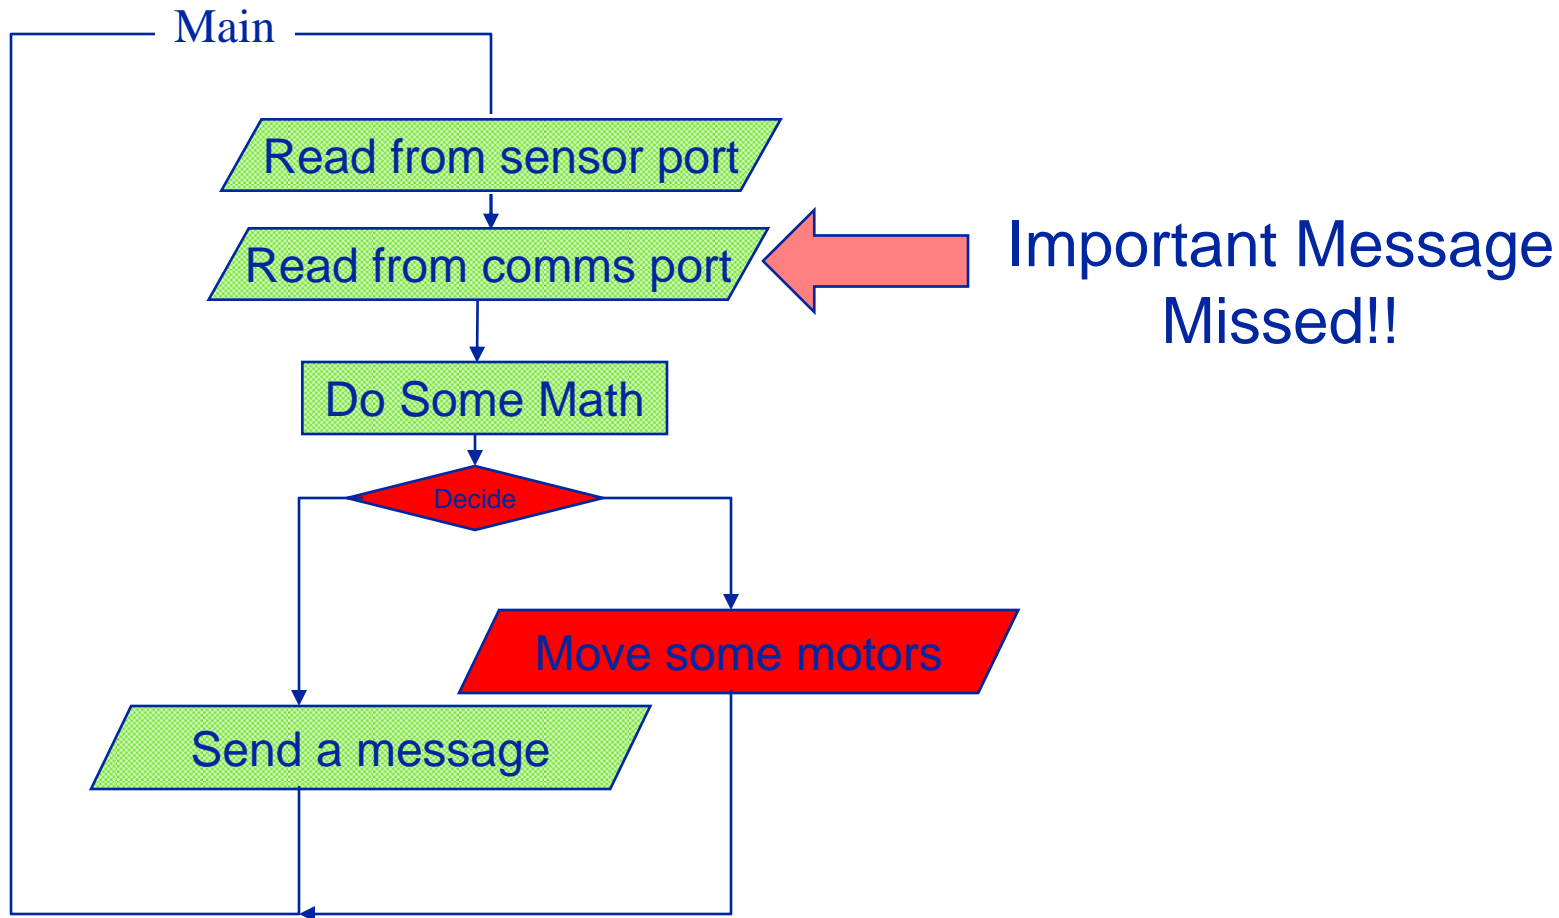 Main
Read from sensor port
Read from comms port
Important Message
Missed!!
Do Some Math
Decide
Move some motors
Send a message